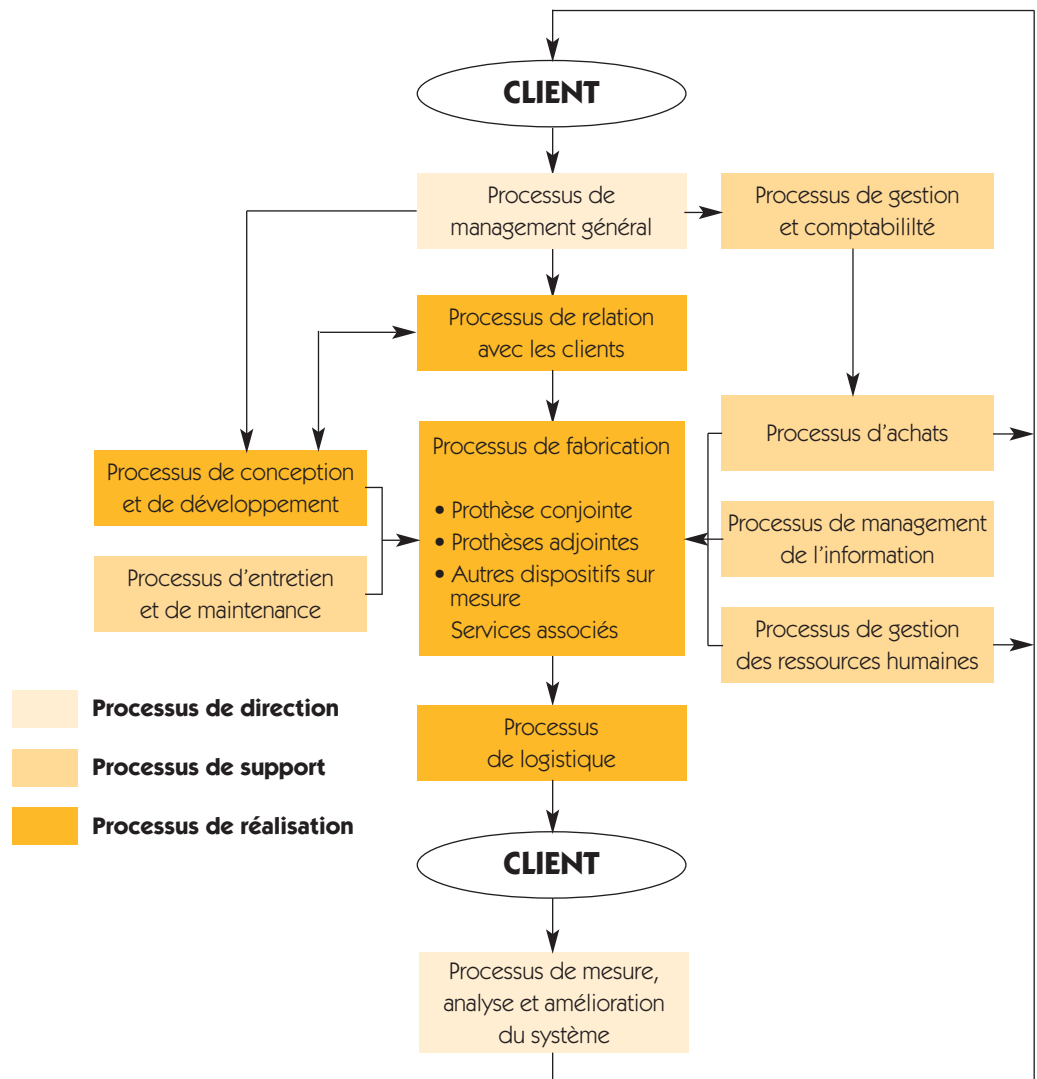 CLIENT
Processus de
management général
Processus de gestion
et comptabililté
Processus de relation
avec les clients
Processus de conception
et de développement
Processus d'entretien
et de maintenance
Processus de fabrication
• Prothèse conjointe
• Prothèses adjointes
• Autres dispositifs sur
mesure
Services associés
Processus d'achats
Processus de management
de l'information
Processus de gestion
des ressources humaines
Processus de direction
Processus de support
Processus de réalisation
Processus
de logistique
CLIENT
Processus de mesure,
analyse et amélioration
du système